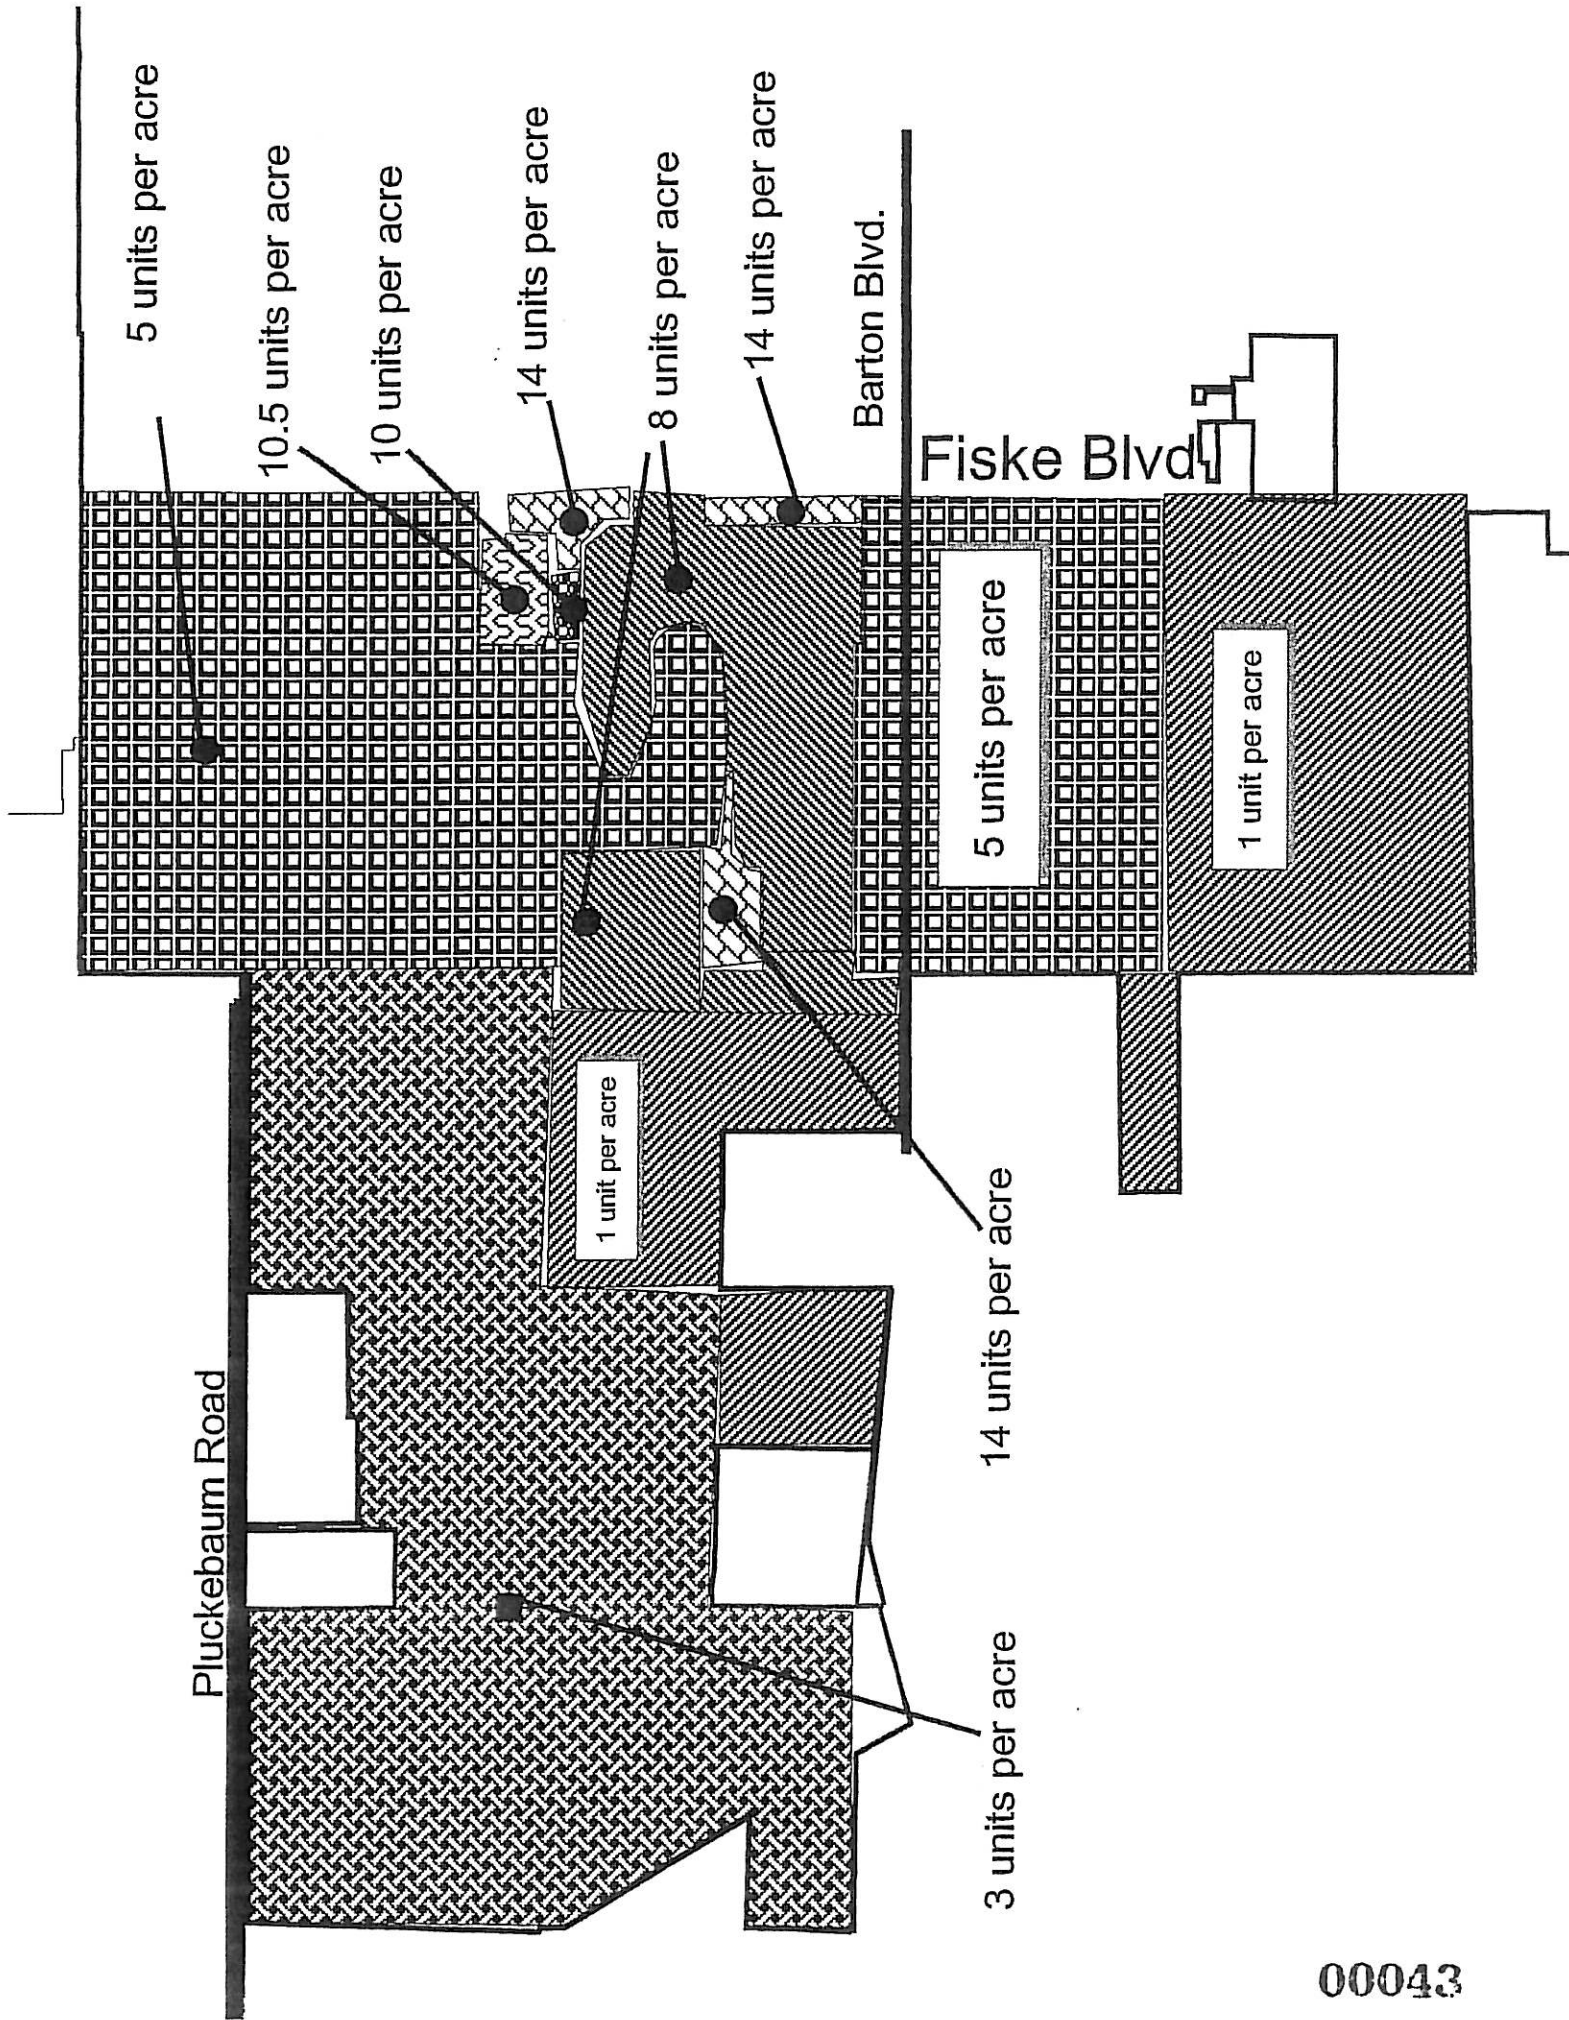 5 units per acre
10.5 units per acre
10 units per acre
14 units per acre
8 units per acre
14 units per acre
Barton Blvd.
Fiske Blvd
5 units per acre
1 unit per acre
1 unit per acre
Pluckebaum Road
14 units per acre
3 units per acre
00043